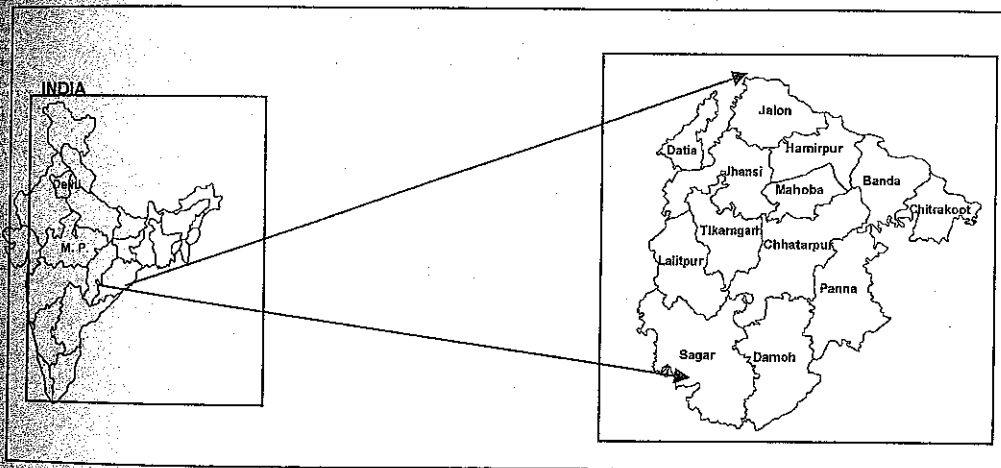 INDIA
Delhi
M. P.
Jalon
Datia
Hamirpur
Jhansi
Mahoba
Banda
Chitrakoot
Tikamgarh
Chhatarpur
Lalitpur
Panna
Sagar
Damoh